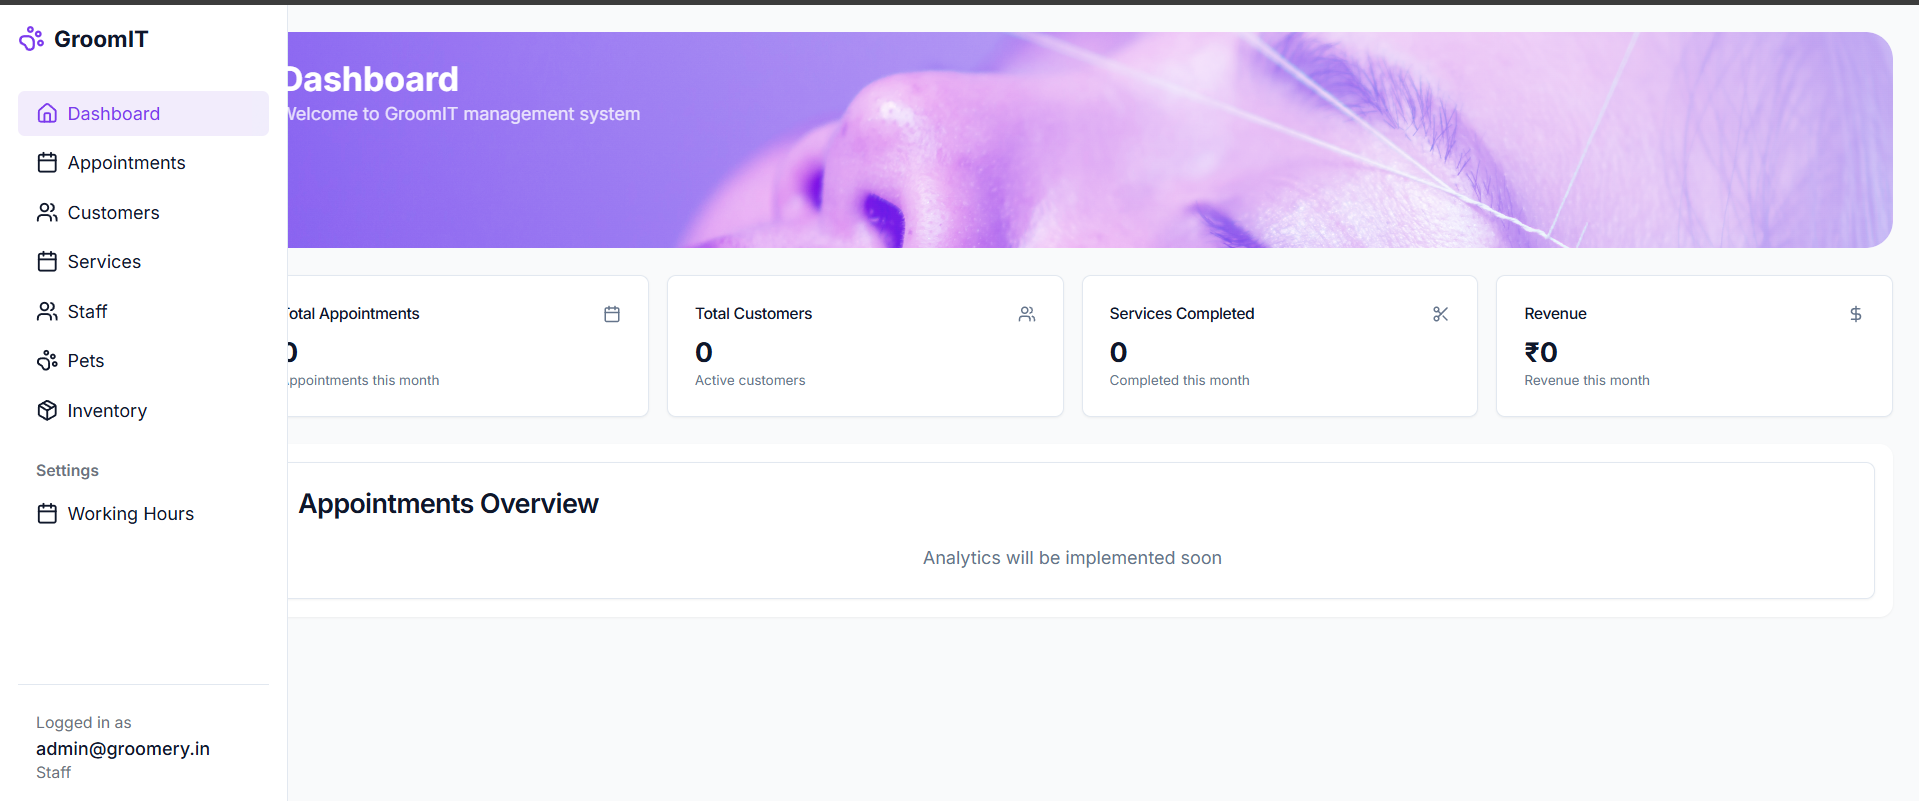 GroomIT
Dashboard
Appointments
Customers
Services
Staff
Pets
Inventory
Settings
Working Hours
Logged in as
admin@groomery.in
Staff
Dashboard
Welcome to GroomIT management system
Total Appointments
0
Appointments this month
Total Customers
0
Active customers
Services Completed
0
Completed this month
Revenue
₹0
Revenue this month
Appointments Overview
Analytics will be implemented soon